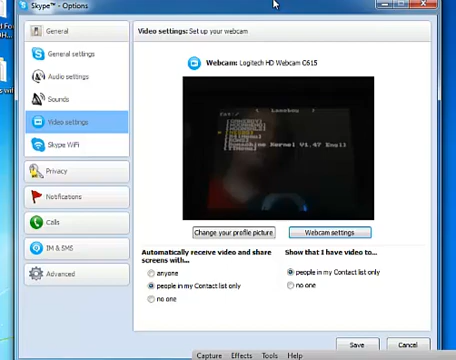 Skype™ - Options
General
General settings
Audio settings
Sounds
Video settings
Skype WiFi
Privacy
Notifications
Calls
IM & SMS
Advanced
Video settings: Set up your webcam
Webcam: Logitech HD Webcam C615
Change your profile picture
Webcam settings
Automatically receive video and share
screens with...
anyone
people in my Contact list only
no one
Show that I have video to...
people in my Contact list only
no one
Save
Cancel
Capture Effects Tools Help